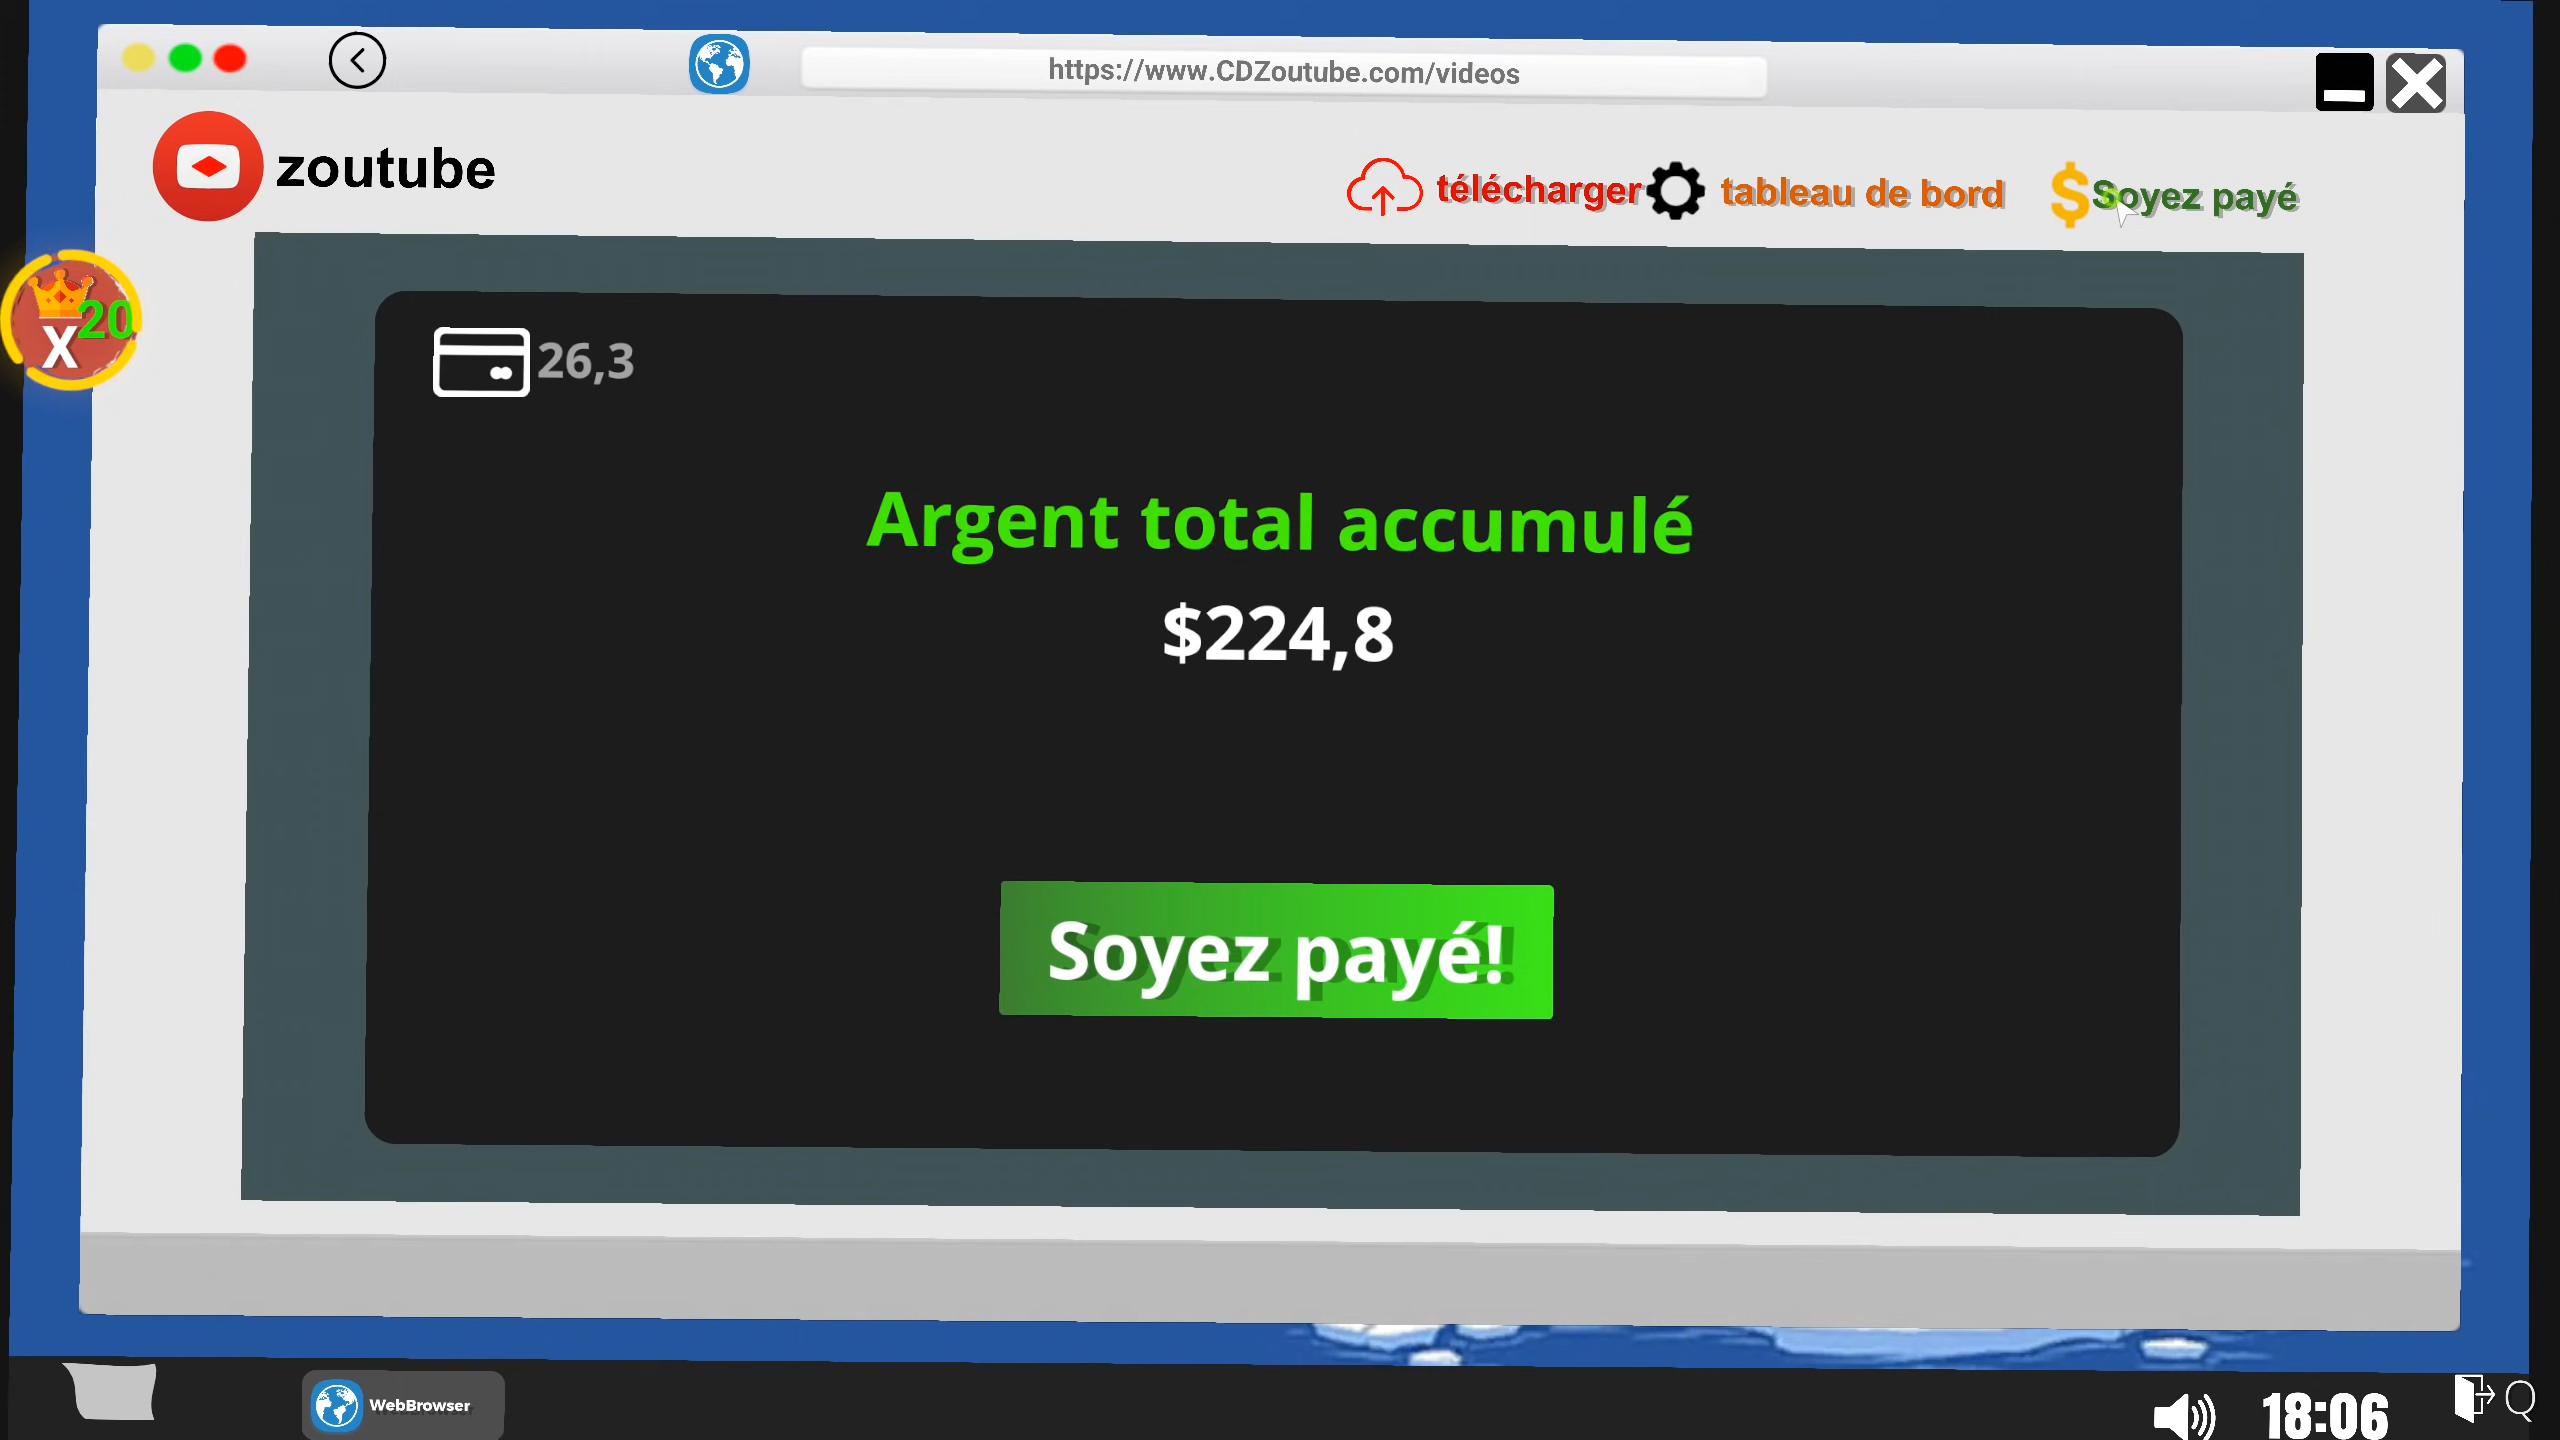 https://www.CDZoutube.com/videos
zoutube
télécharger
tableau de bord
$ Soyez payé
X20
26,3
Argent total accumulé
$224,8
Soyez payé!
WebBrowser
18:06
Q